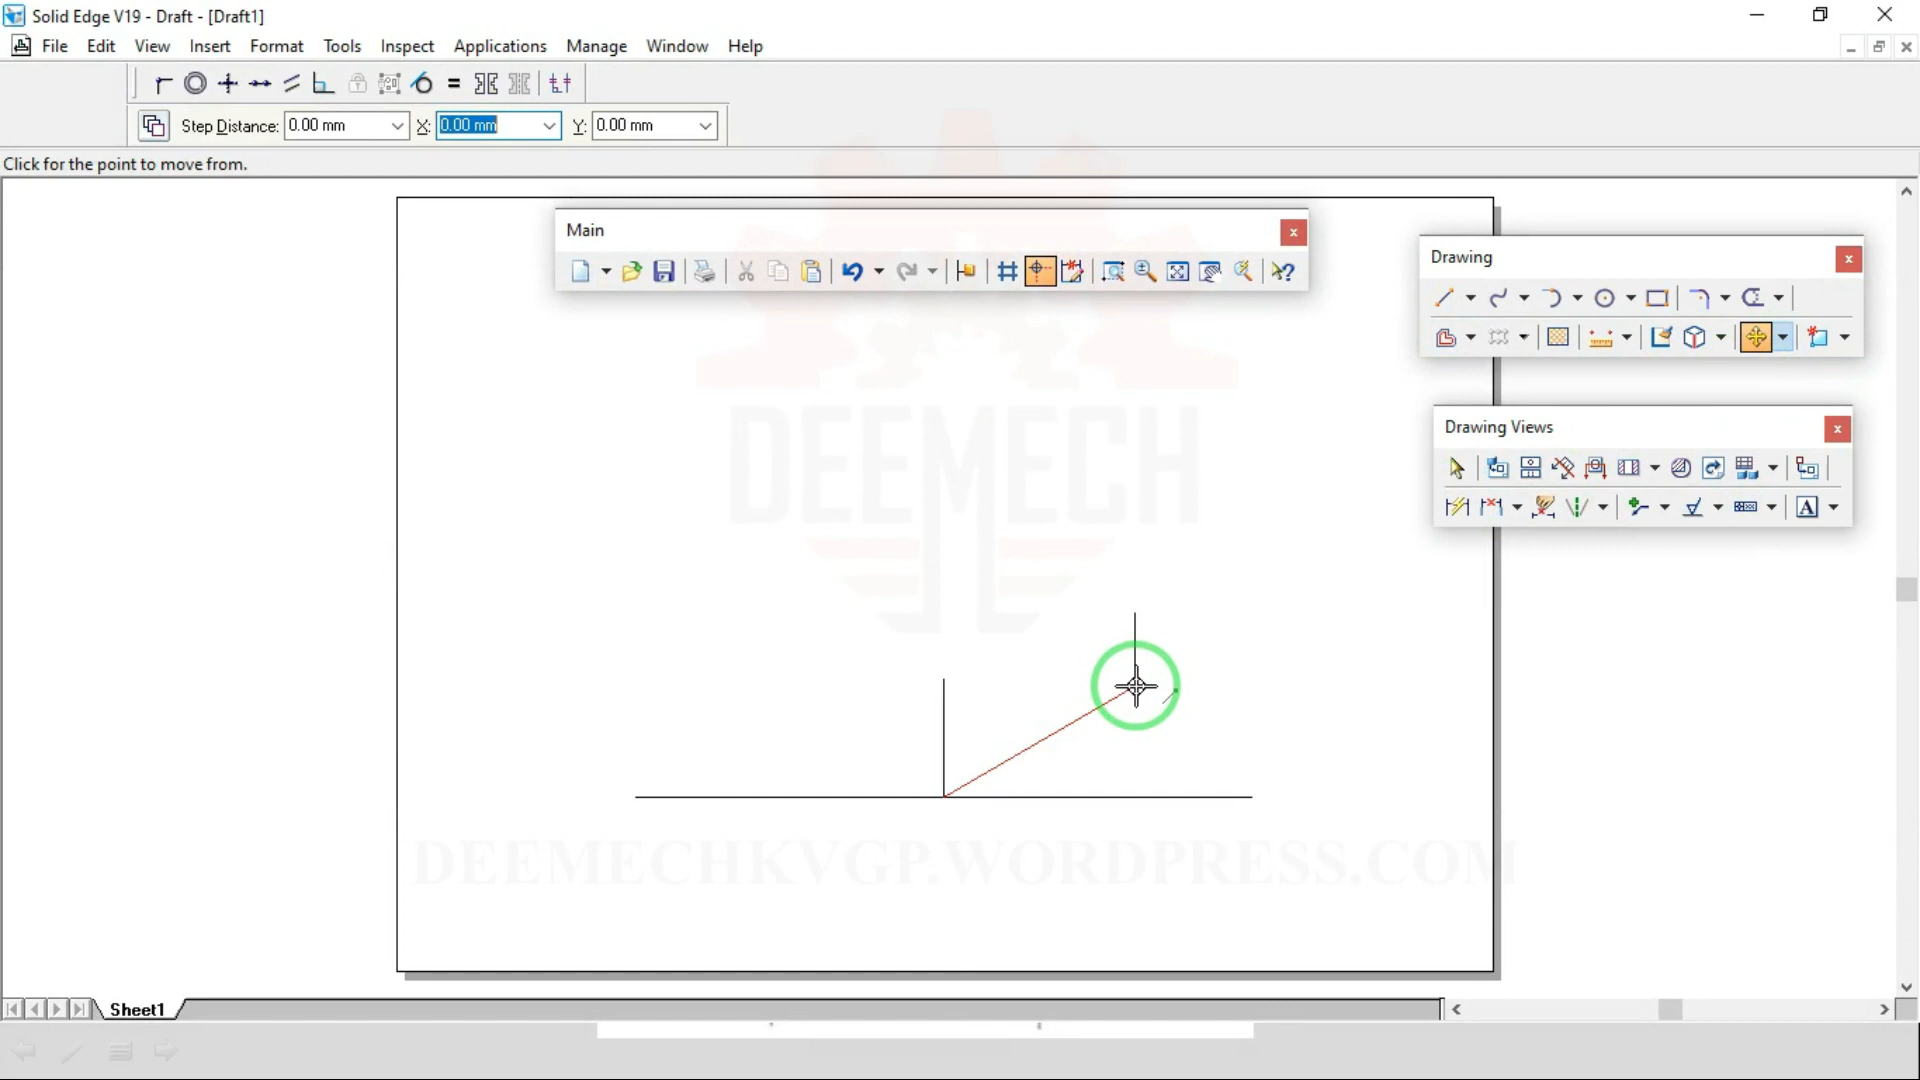 Solid Edge V19 - Draft - [Draft1]
File Edit View Insert Format Tools Inspect Applications Manage Window Help
Step Distance: 0.00 mm X: 0.00 mm Y: 0.00 mm
Click for the point to move from.
Main
Drawing
Drawing Views
A
DEEMECH
DEEMECHKVGP.WORDPRESS.COM
Sheet1